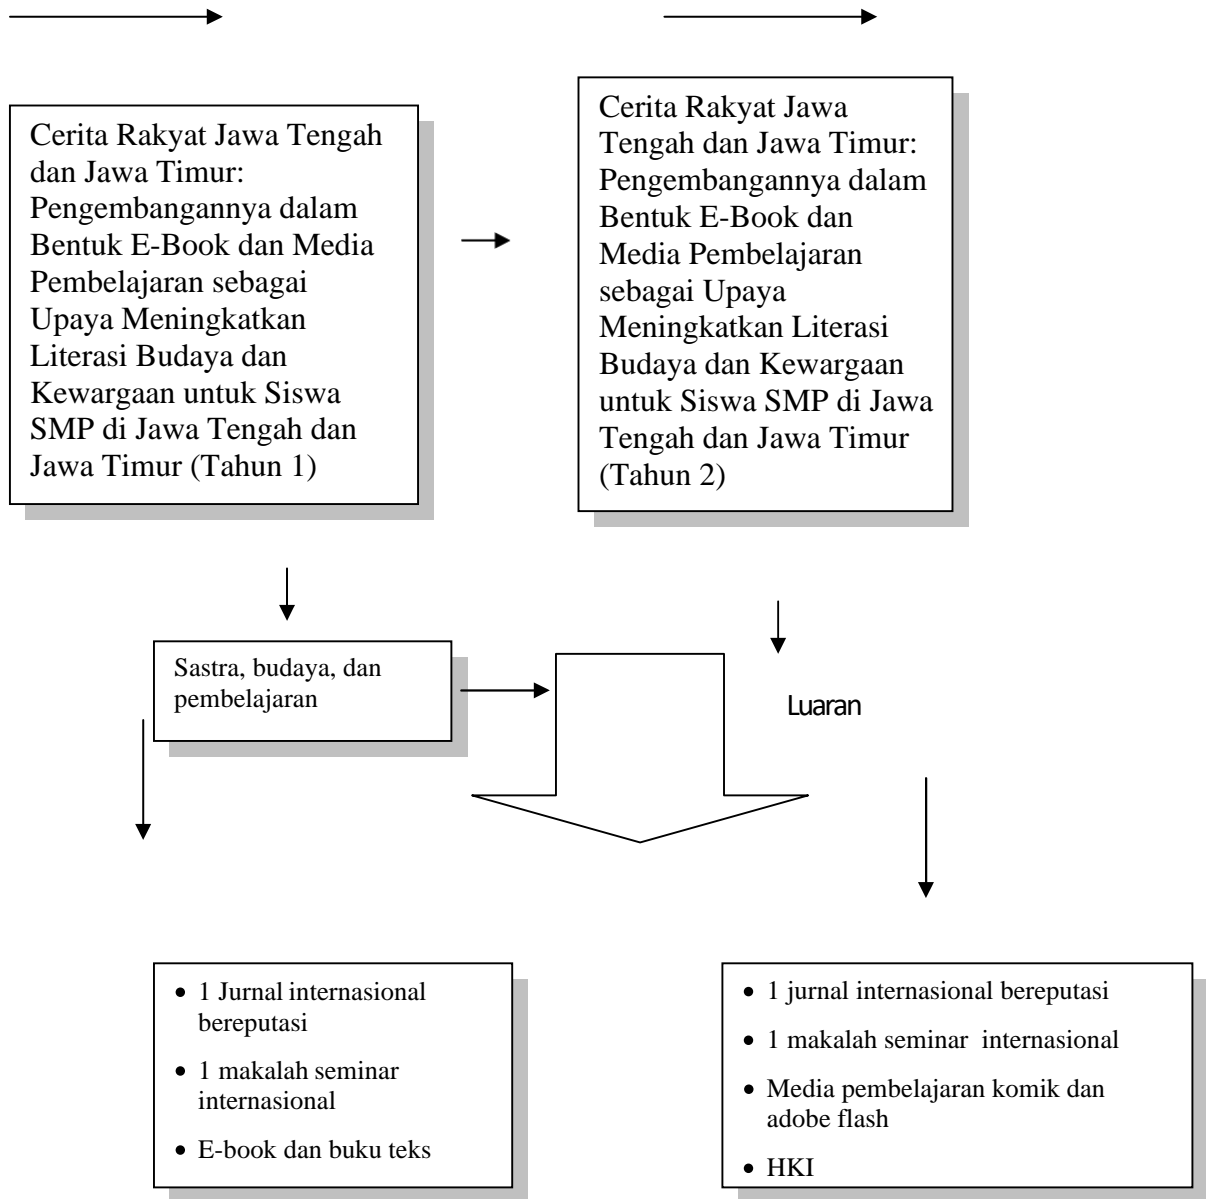 Cerita Rakyat Jawa Tengah
dan Jawa Timur:
Pengembangannya dalam
Bentuk E-Book dan Media
Pembelajaran sebagai
Upaya Meningkatkan
Literasi Budaya dan
Kewargaan untuk Siswa
SMP di Jawa Tengah dan
Jawa Timur (Tahun 1)
Cerita Rakyat Jawa
Tengah dan Jawa Timur:
Pengembangannya dalam
Bentuk E-Book dan
Media Pembelajaran
sebagai Upaya
Meningkatkan Literasi
Budaya dan Kewargaan
untuk Siswa SMP di Jawa
Tengah dan Jawa Timur
(Tahun 2)
Sastra, budaya, dan
pembelajaran
Luaran
• 1 Jurnal internasional
bereputasi
• 1 makalah seminar
internasional
• E-book dan buku teks
• 1 jurnal internasional bereputasi
• 1 makalah seminar  internasional
• Media pembelajaran komik dan
adobe flash
• HKI